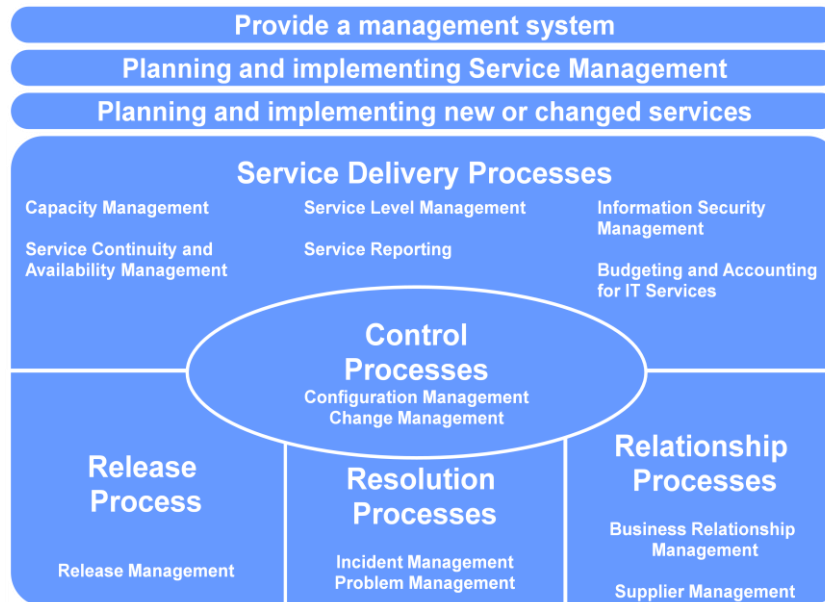 Provide a management system
Planning and implementing Service Management
Planning and implementing new or changed services
Service Delivery Processes
Capacity Management
Service Continuity and
Availability Management
Service Level Management
Service Reporting
Information Security
Management
Budgeting and Accounting
for IT Services
Control
Processes
Configuration Management
Change Management
Release
Process
Release Management
Resolution
Processes
Incident Management
Problem Management
Relationship
Processes
Business Relationship
Management
Supplier Management